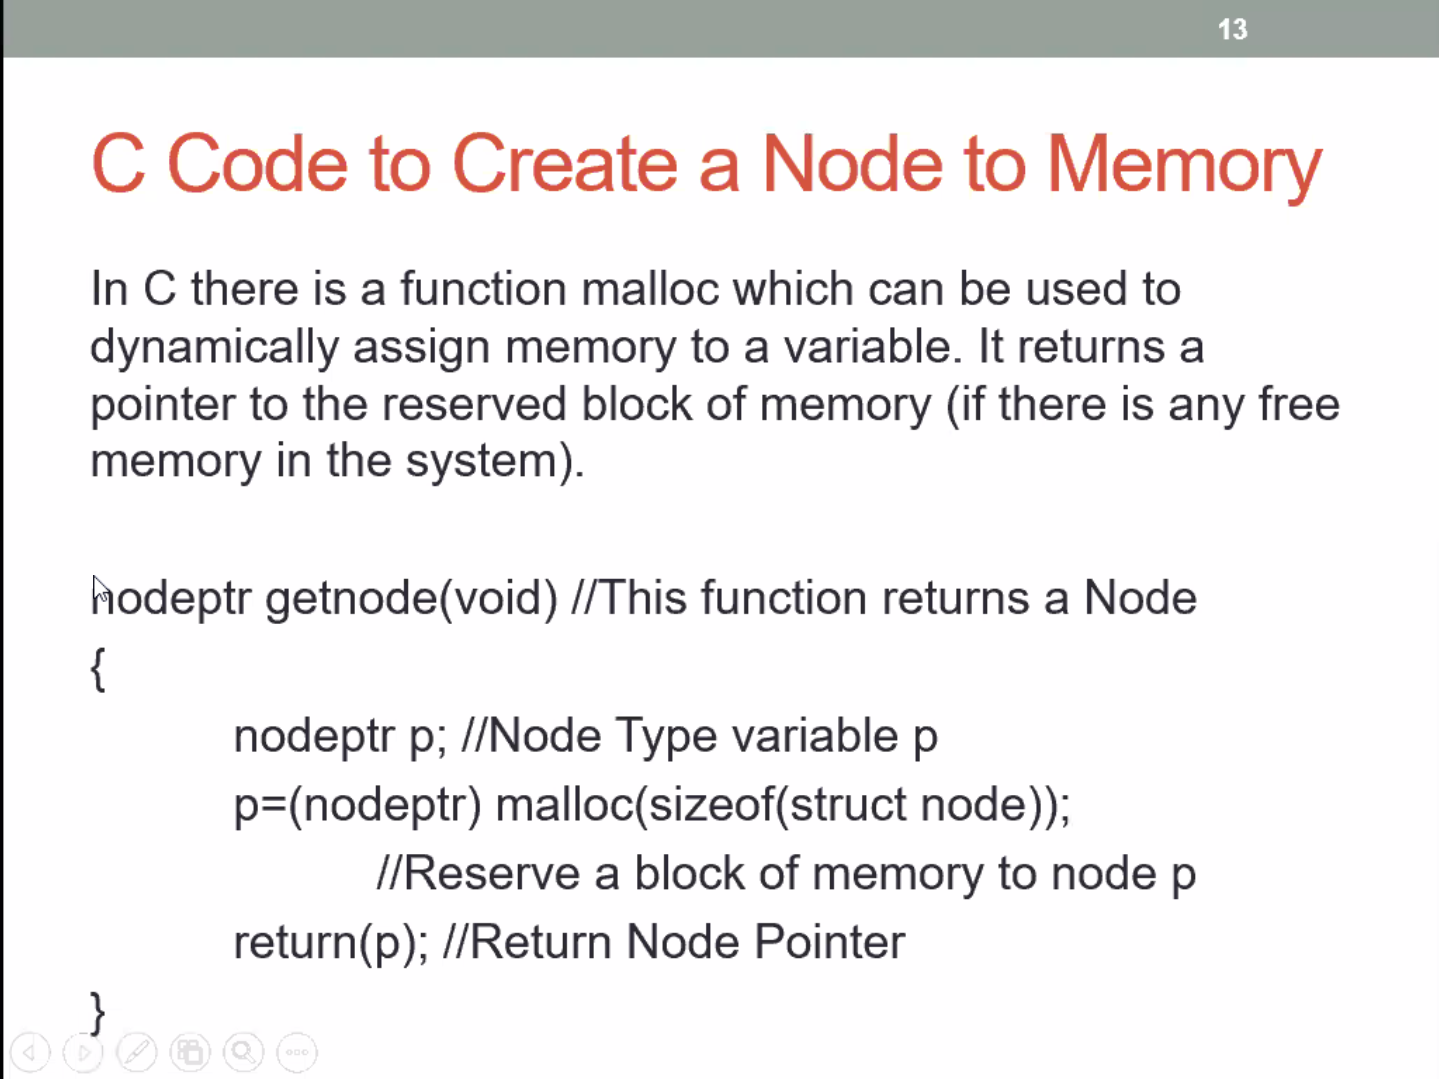 13
C Code to Create a Node to Memory
In C there is a function malloc which can be used to
dynamically assign memory to a variable. It returns a
pointer to the reserved block of memory (if there is any free
memory in the system).
nodeptr getnode(void) //This function returns a Node
{
nodeptr p; //Node Type variable p
p=(nodeptr) malloc(sizeof(struct node));
//Reserve a block of memory to node p
return(p); //Return Node Pointer
}